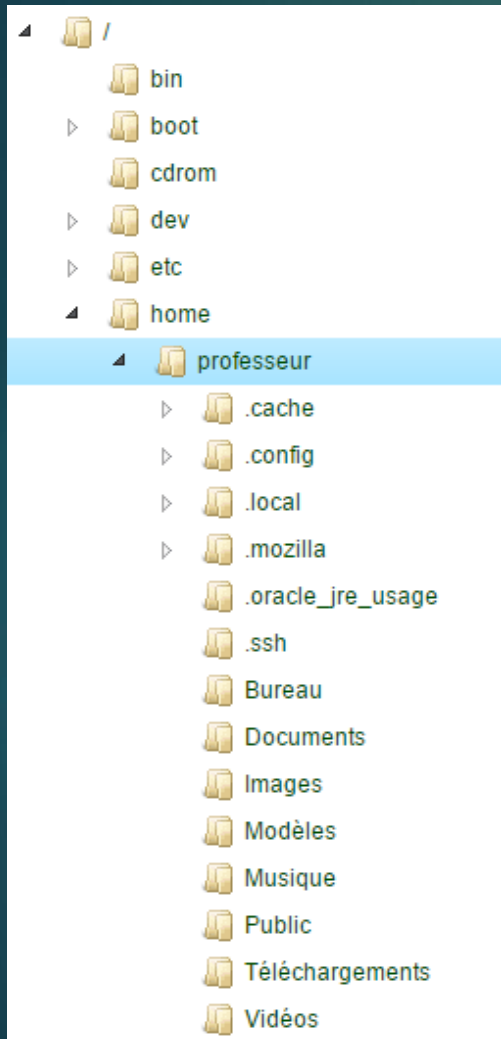 /
bin
boot
cdrom
dev
etc
home
professeur
.cache
.config
.local
.mozilla
.oracle_jre_usage
.ssh
Bureau
Documents
Images
Modèles
Musique
Public
Téléchargements
Vidéos